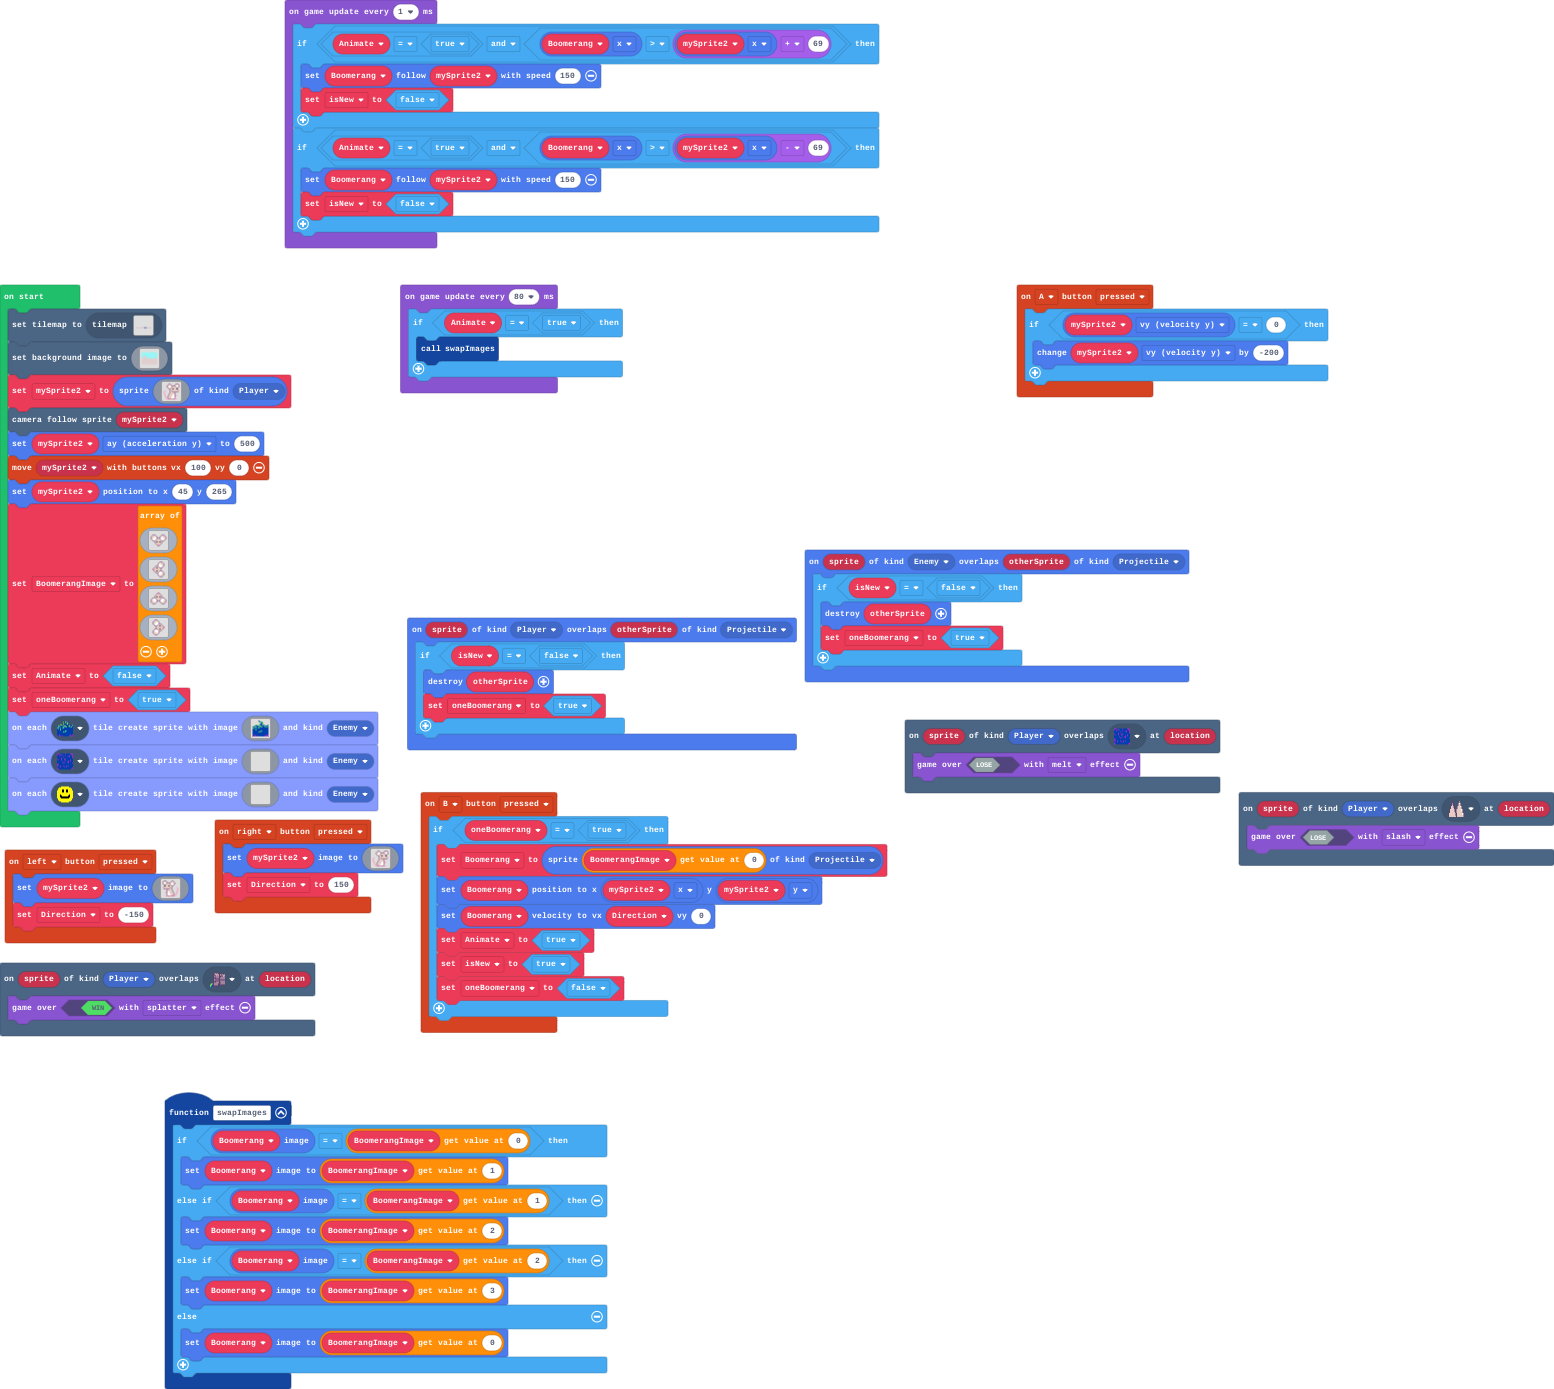 on game update every 1 ms
if Animate = true and Boomerang x > mySprite2 x + 69 then
set Boomerang follow mySprite2 with speed 150
set isNew to false
if Animate = true and Boomerang x > mySprite2 x - 69 then
set Boomerang follow mySprite2 with speed 150
set isNew to false
on start
set tilemap to tilemap
set background image to
set mySprite2 to sprite of kind Player
camera follow sprite mySprite2
set mySprite2 ay (acceleration y) to 500
move mySprite2 with buttons vx 100 vy 0
set mySprite2 position to x 45 y 265
array of
set BoomerangImage to
set Animate to false
set oneBoomerang to true
on each tile create sprite with image and kind Enemy
on each tile create sprite with image and kind Enemy
on each tile create sprite with image and kind Enemy
on game update every 80 ms
if Animate = true then
call swapImages
on A button pressed
if mySprite2 vy (velocity y) = 0 then
change mySprite2 vy (velocity y) by -200
on sprite of kind Enemy overlaps otherSprite of kind Projectile
if isNew = false then
destroy otherSprite
set oneBoomerang to true
on sprite of kind Player overlaps otherSprite of kind Projectile
if isNew = false then
destroy otherSprite
set oneBoomerang to true
on sprite of kind Player overlaps at location
game over LOSE with melt effect
on sprite of kind Player overlaps at location
game over LOSE with slash effect
on B button pressed
if oneBoomerang = true then
set Boomerang to sprite BoomerangImage get value at 0 of kind Projectile
set Boomerang position to x mySprite2 x y mySprite2 y
set Boomerang velocity to vx Direction vy 0
set Animate to true
set isNew to true
set oneBoomerang to false
on right button pressed
set mySprite2 image to
set Direction to 150
on left button pressed
set mySprite2 image to
set Direction to -150
on sprite of kind Player overlaps at location
game over WIN with splatter effect
function swapImages
if Boomerang image = BoomerangImage get value at 0 then
set Boomerang image to BoomerangImage get value at 1
else if Boomerang image = BoomerangImage get value at 1 then
set Boomerang image to BoomerangImage get value at 2
else if Boomerang image = BoomerangImage get value at 2 then
set Boomerang image to BoomerangImage get value at 3
else
set Boomerang image to BoomerangImage get value at 0